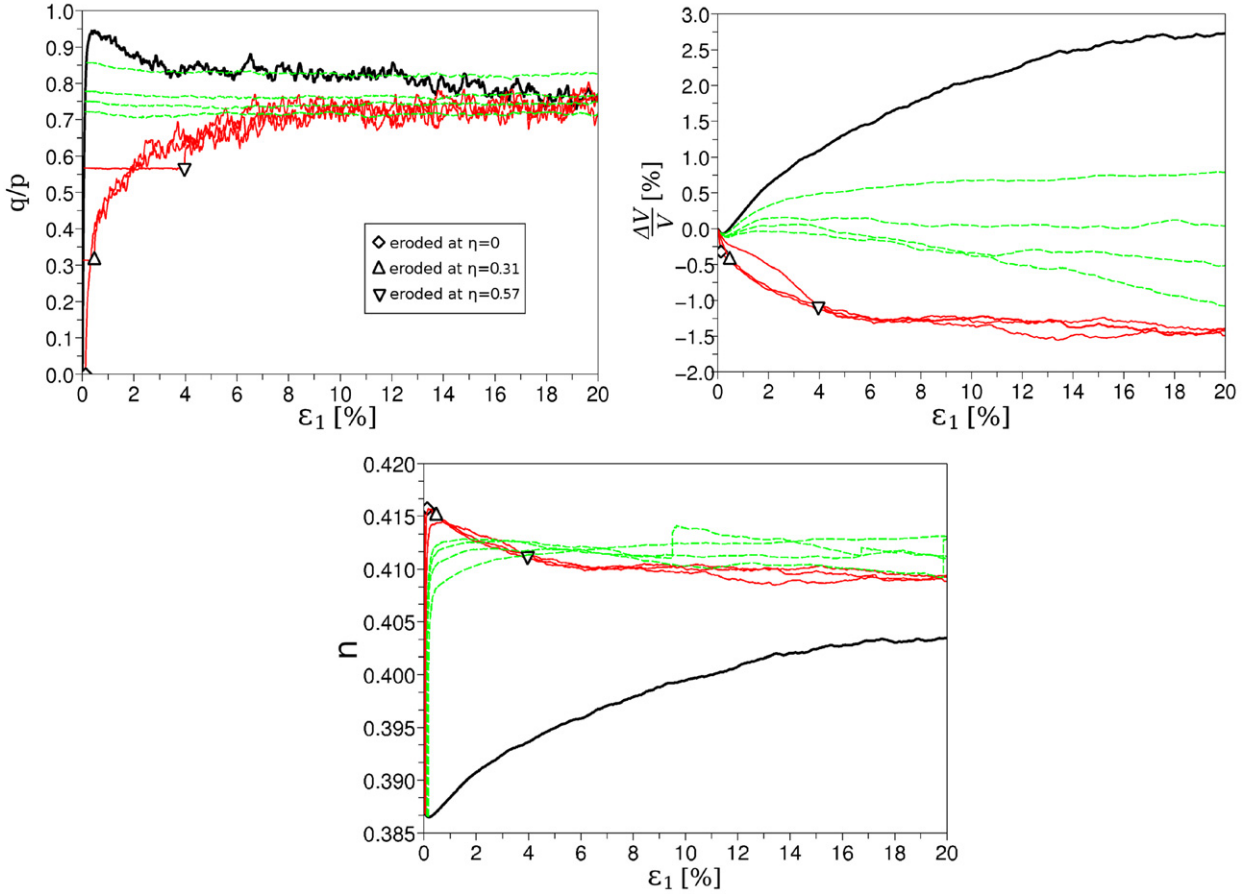 1.0
0.9
0.8
0.7
0.6
0.5
0.4
0.3
0.2
0.1
0.0
q/p
0 2 4 6 8 10 12 14 16 18 20
ε1 [%]
◇ eroded at η=0
△ eroded at η=0.31
▽ eroded at η=0.57
3.0
2.5
2.0
1.5
1.0
0.5
0.0
−0.5
−1.0
−1.5
−2.0
ΔV/V [%]
0 2 4 6 8 10 12 14 16 18 20
ε1 [%]
0.420
0.415
0.410
0.405
0.400
0.395
0.390
0.385
n
0 2 4 6 8 10 12 14 16 18 20
ε1 [%]